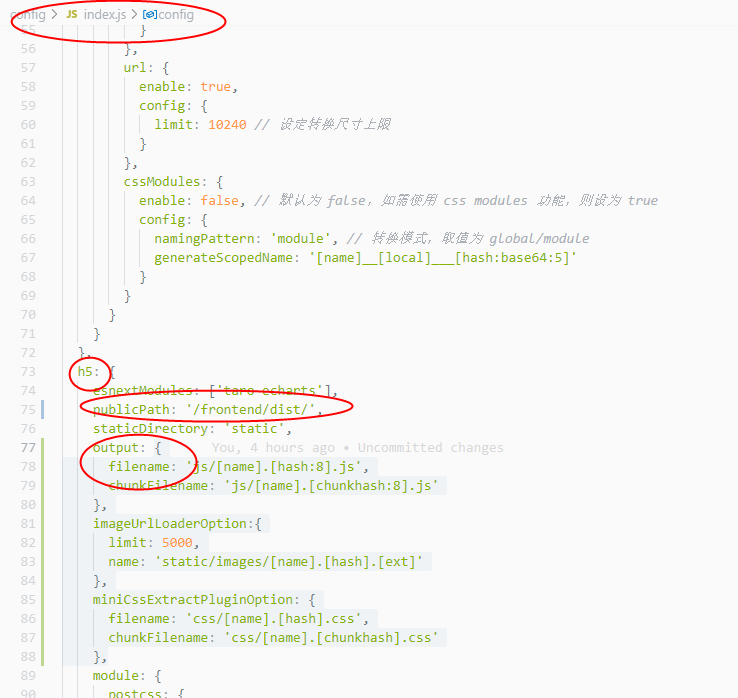 config > JS index.js > config
55 }
56 },
57 url: {
58 enable: true,
59 config: {
60 limit: 10240 // 设定转换尺寸上限
61 }
62 },
63 cssModules: {
64 enable: false, // 默认为 false，如需使用 css modules 功能，则设为 true
65 config: {
66 namingPattern: 'module', // 转换模式，取值为 global/module
67 generateScopedName: '[name]__[local]___[hash:base64:5]'
68 }
69 }
70 }
71 }
72 },
73 h5: {
74 esnextModules: ['taro-echarts'],
75 publicPath: '/frontend/dist/',
76 staticDirectory: 'static',
77 output: { You, 4 hours ago • Uncommitted changes
78 filename: 'js/[name].[hash:8].js',
79 chunkFilename: 'js/[name].[chunkhash:8].js'
80 },
81 imageUrlLoaderOption:{
82 limit: 5000,
83 name: 'static/images/[name].[hash].[ext]'
84 },
85 miniCssExtractPluginOption: {
86 filename: 'css/[name].[hash].css',
87 chunkFilename: 'css/[name].[chunkhash].css'
88 },
89 module: {
90 postcss: {